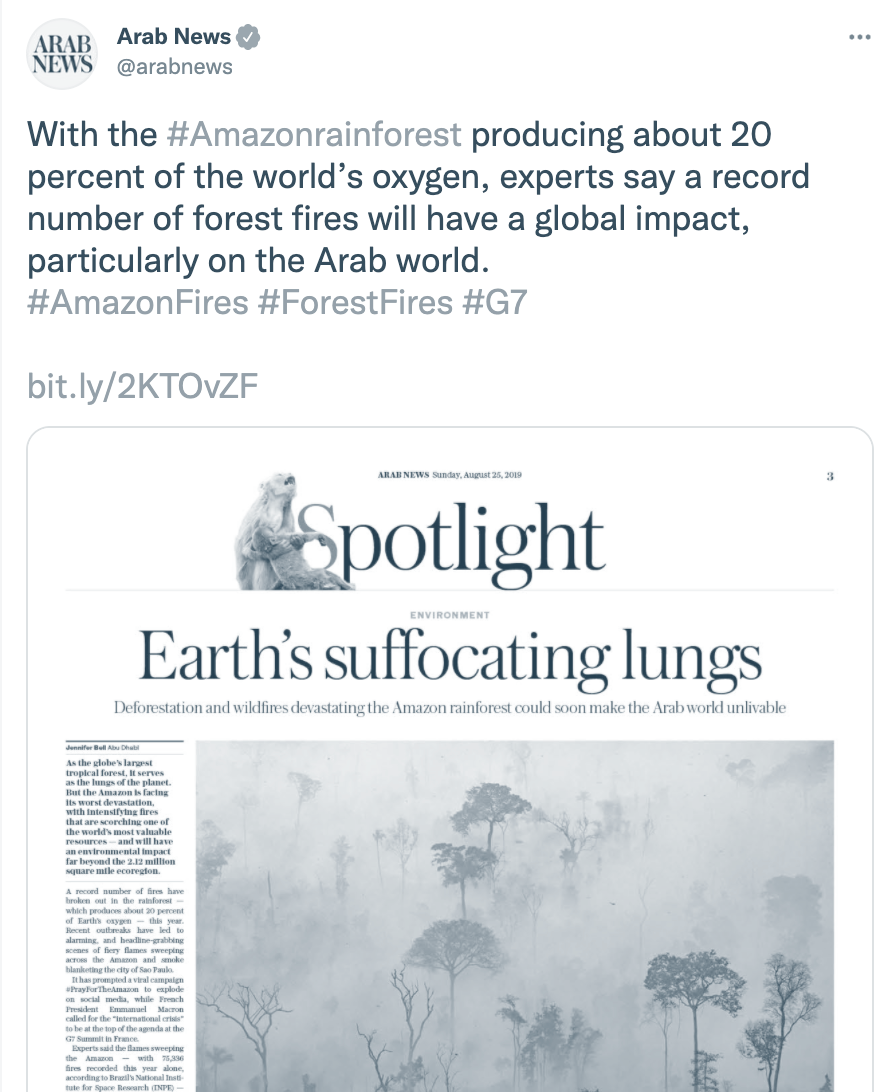 ARAB
NEWS
Arab News
@arabnews
With the #Amazonrainforest producing about 20
percent of the world’s oxygen, experts say a record
number of forest fires will have a global impact,
particularly on the Arab world.
#AmazonFires #ForestFires #G7
bit.ly/2KTOvZF
ARAB NEWS Sunday, August 25, 2019
3
Spotlight
ENVIRONMENT
Earth’s suffocating lungs
Deforestation and wildfires devastating the Amazon rainforest could soon make the Arab world unlivable
Jennifer Bell Abu Dhabi
As the globe’s largest
tropical forest, it serves
as the lungs of the planet.
But the Amazon is facing
its worst devastation,
with intensifying fires
that are scorching one of
the world’s most valuable
resources — and will have
an environmental impact
far beyond the 2.12 million
square mile ecoregion.
A record number of fires have
broken out in the rainforest —
which produces about 20 percent
of Earth’s oxygen — this year.
Recent outbreaks have led to
alarming, and headline-grabbing
scenes of fiery flames sweeping
across the Amazon and smoke
blanketing the city of Sao Paulo.
It has prompted a viral campaign
#PrayForTheAmazon to explode
on social media, while French
President Emmanuel Macron
called for the “international crisis”
to be at the top of the agenda at the
G7 Summit in France.
Experts said the flames sweeping
the Amazon — with 75,336
fires recorded this year alone,
according to Brazil’s National Insti-
tute for Space Research (INPE) —